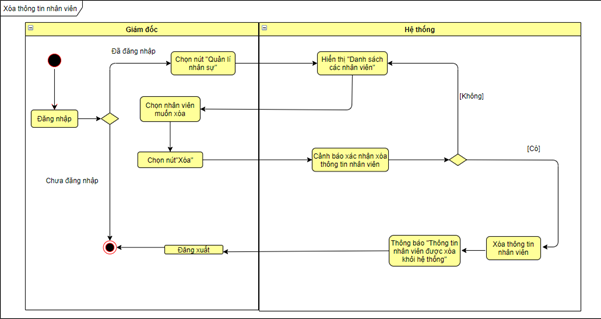 Xóa thông tin nhân viên
Giám đốc
Hệ thống
Đã đăng nhập
Chọn nút "Quản lí
nhân sự"
Hiển thị "Danh sách
các nhân viên"
Đăng nhập
Chọn nhân viên
muốn xóa
[Không]
Chọn nút"Xóa"
Cảnh báo xác nhận xóa
thông tin nhân viên
[Có]
Chưa đăng nhập
Đăng xuất
Thông báo "Thông tin
nhân viên được xóa
khỏi hệ thống"
Xóa thông tin
nhân viên